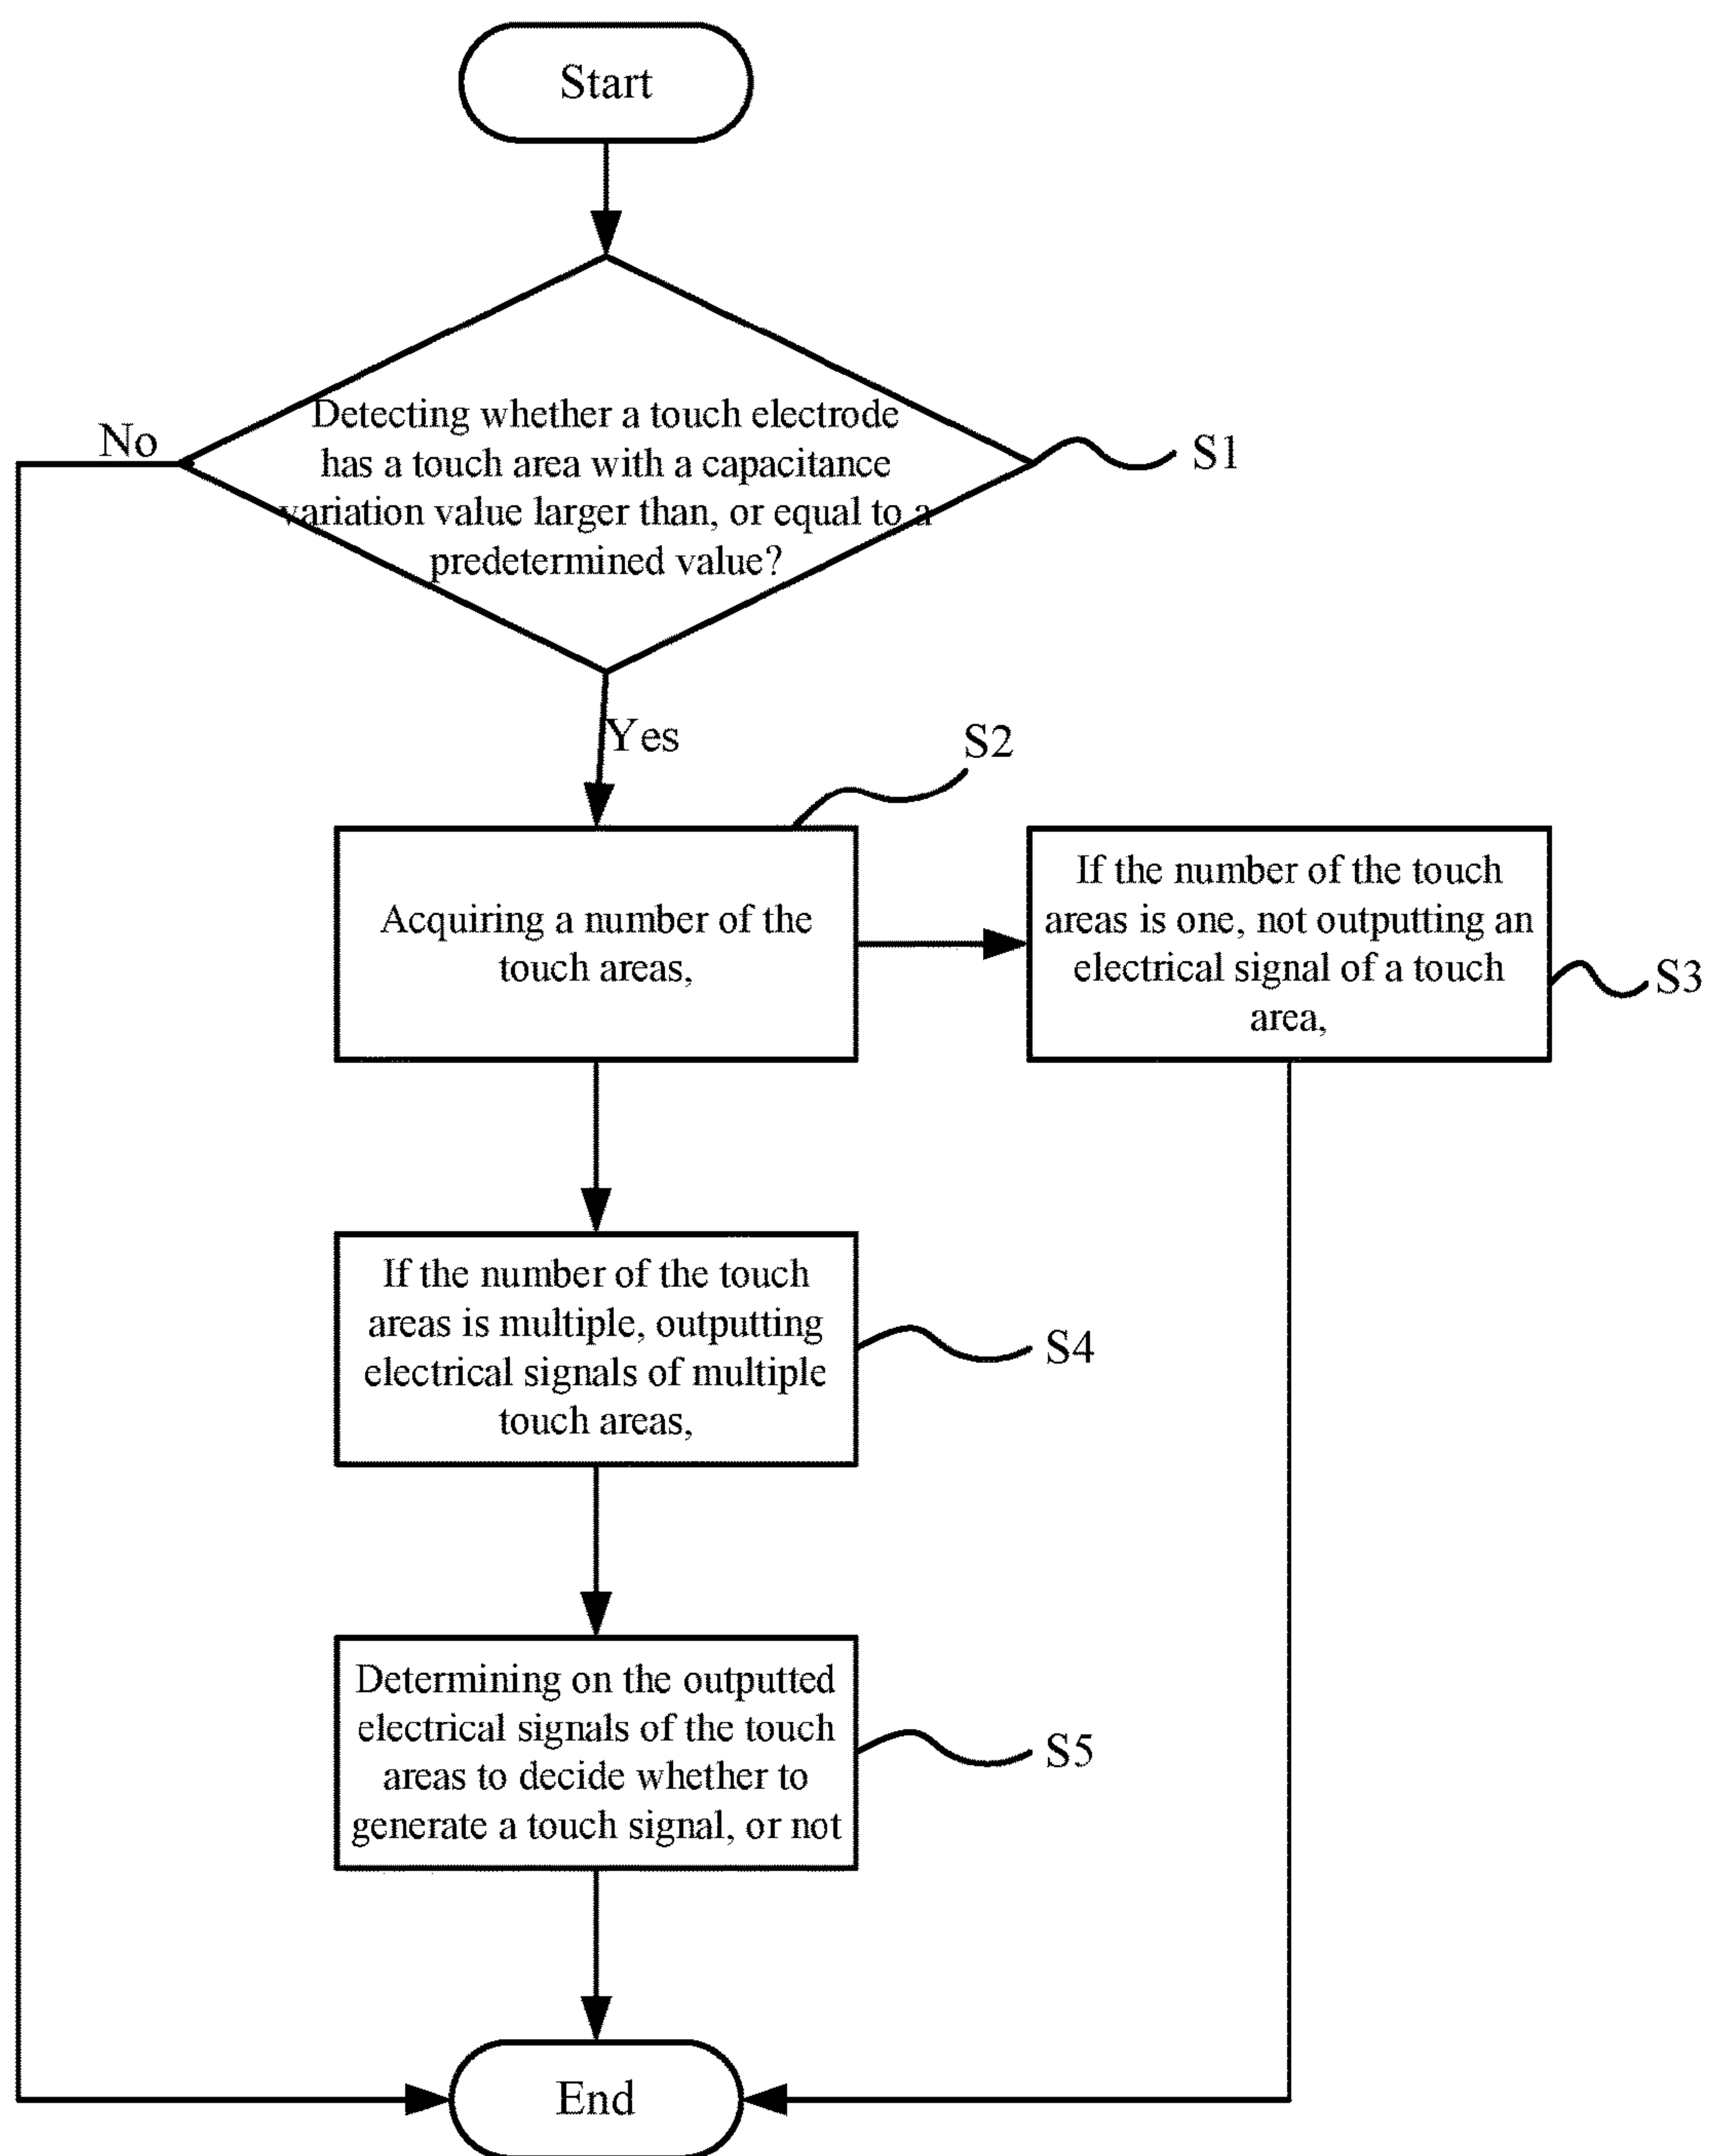 Start
Detecting whether a touch electrode
has a touch area with a capacitance
variation value larger than, or equal to a
predetermined value?
No
S1
Yes
S2
Acquiring a number of the
touch areas,
If the number of the touch
areas is one, not outputting an
electrical signal of a touch
area,
S3
If the number of the touch
areas is multiple, outputting
electrical signals of multiple
touch areas,
S4
Determining on the outputted
electrical signals of the touch
areas to decide whether to
generate a touch signal, or not
S5
End